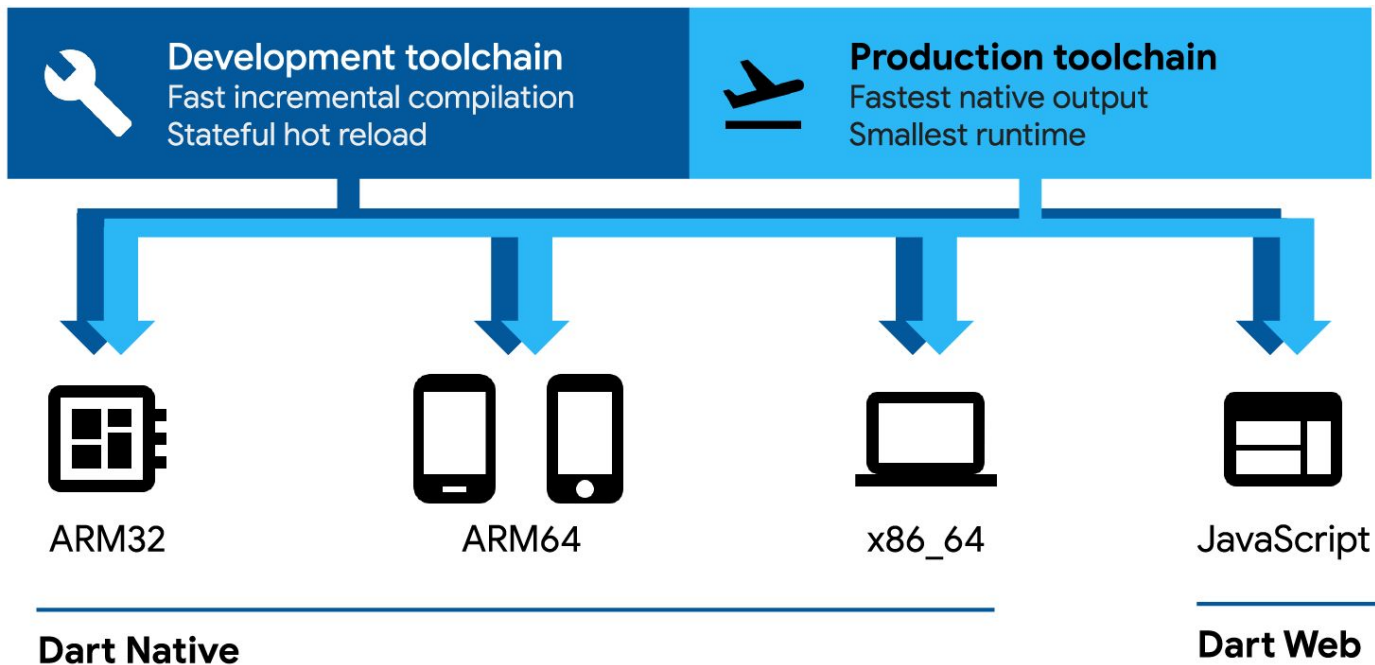 Development toolchain
Fast incremental compilation
Stateful hot reload
Production toolchain
Fastest native output
Smallest runtime
ARM32
ARM64
x86_64
JavaScript
Dart Native
Dart Web